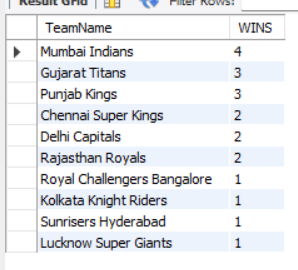 Result Grid Filter Rows:
TeamName WINS
Mumbai Indians 4
Gujarat Titans 3
Punjab Kings 3
Chennai Super Kings 2
Delhi Capitals 2
Rajasthan Royals 2
Royal Challengers Bangalore 1
Kolkata Knight Riders 1
Sunrisers Hyderabad 1
Lucknow Super Giants 1